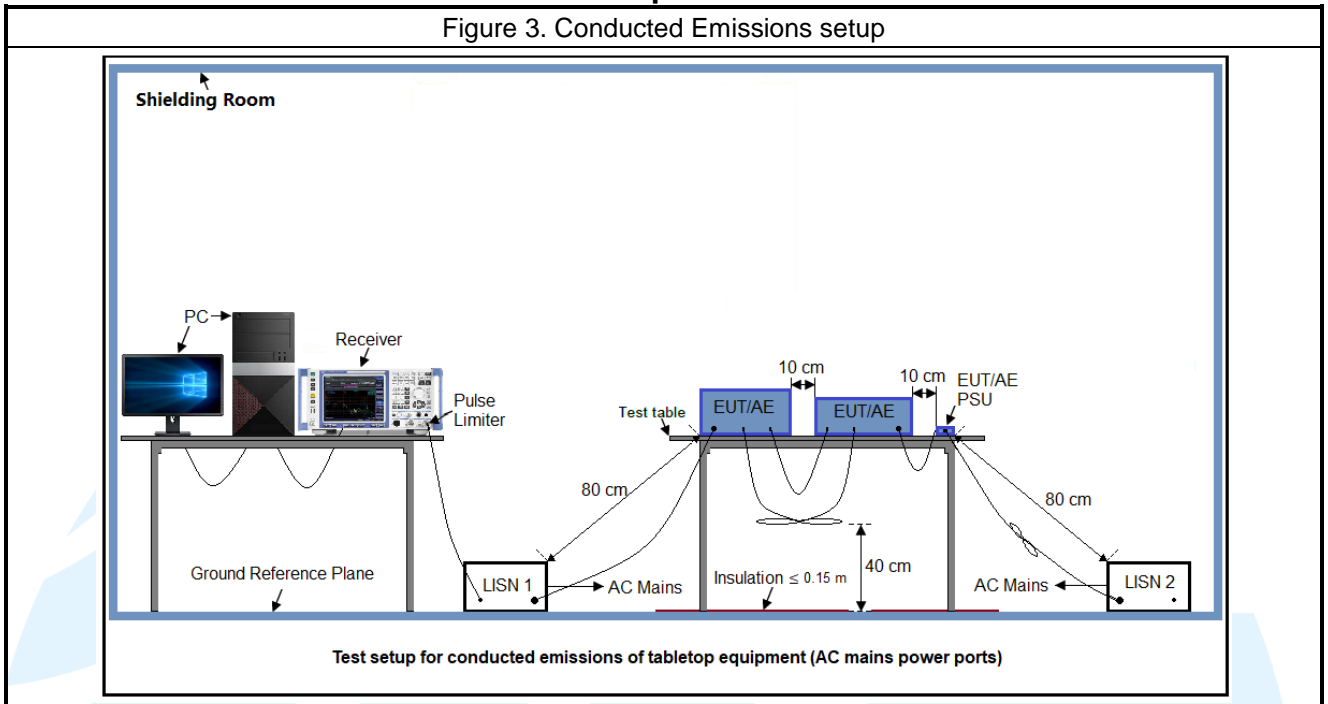 Figure 3. Conducted Emissions setup
Shielding Room
PC
Receiver
Pulse
Limiter
10 cm
10 cm
EUT/AE
PSU
Test table
EUT/AE
EUT/AE
80 cm
80 cm
40 cm
Ground Reference Plane
LISN 1
AC Mains
Insulation ≤ 0.15 m
AC Mains
LISN 2
Test setup for conducted emissions of tabletop equipment (AC mains power ports)